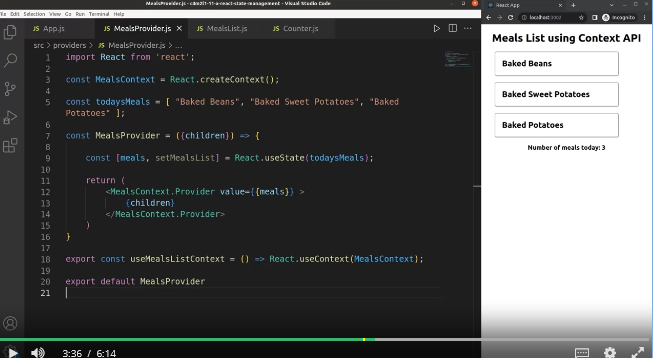 MealsProvider.js - c8m2l1-t1-a-react-state-management - Visual Studio Code
File Edit Selection View Go Run Terminal Help
JS App.js JS MealsProvider.js × JS MealsList.js JS Counter.js
src > providers > JS MealsProvider.js > ...
1 import React from 'react';
2
3 const MealsContext = React.createContext();
4
5 const todaysMeals = [ "Baked Beans", "Baked Sweet Potatoes", "Baked
Potatoes" ];
6
7 const MealsProvider = ({children}) => {
8
9 const [meals, setMealsList] = React.useState(todaysMeals);
10
11 return (
12 <MealsContext.Provider value={{meals}} >
13 {children}
14 </MealsContext.Provider>
15 )
16 }
17
18 export const useMealsListContext = () => React.useContext(MealsContext);
19
20 export default MealsProvider
21
React App
Incognito
Meals List using Context API
Baked Beans
Baked Sweet Potatoes
Baked Potatoes
Number of meals today: 3
3:36 / 6:14